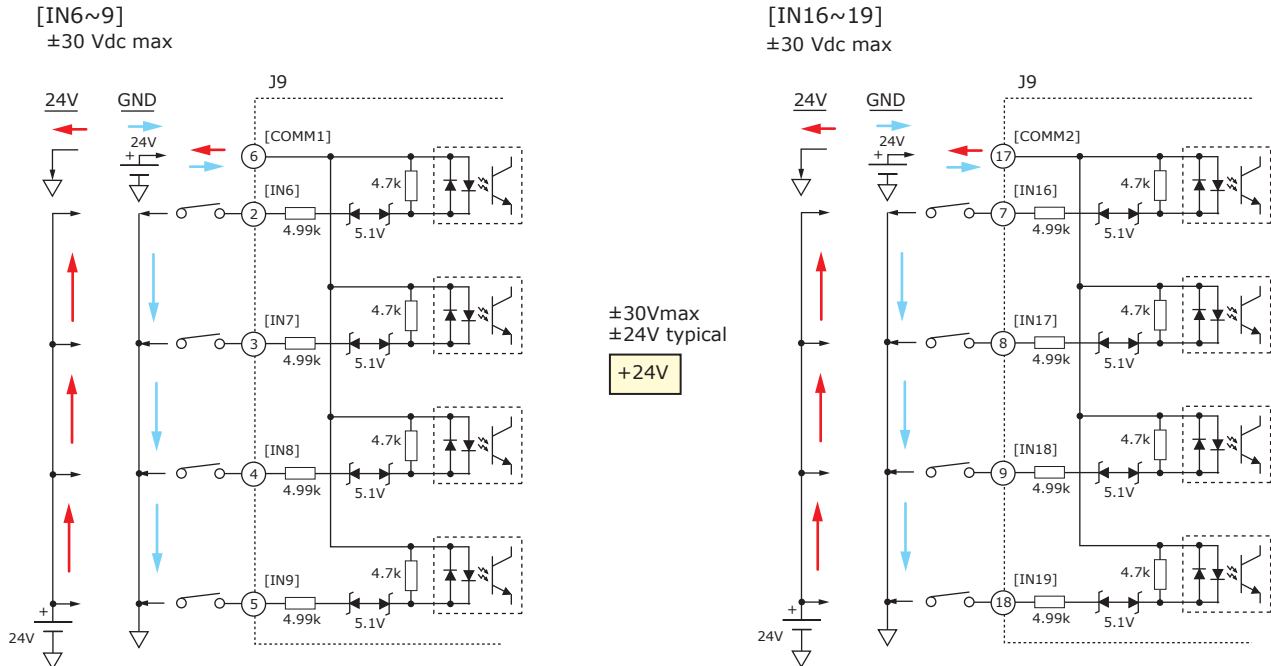 [IN6~9]
±30 Vdc max
J9
24V GND
24V
+
[COMM1]
6
4.7k
[IN6]
2
4.99k
5.1V
[IN7]
3
4.7k
4.99k
5.1V
[IN8]
4
4.7k
4.99k
5.1V
[IN9]
5
4.7k
4.99k
5.1V
+
24V
±30Vmax
±24V typical
+24V
[IN16~19]
±30 Vdc max
J9
24V GND
24V
+
[COMM2]
17
4.7k
[IN16]
7
4.99k
5.1V
[IN17]
8
4.7k
4.99k
5.1V
[IN18]
9
4.7k
4.99k
5.1V
[IN19]
18
4.7k
4.99k
5.1V
+
24V